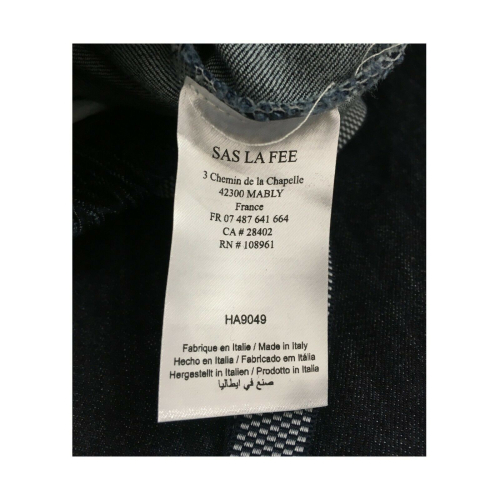 SAS LA FEE
3 Chemin de la Chapelle
42300 MABLY
France
FR 07 487 641 664
CA # 28402
RN # 108961
HA9049
Fabrique en Italie / Made in Italy
Hecho en Italia / Fabricado em Itália
Hergestellt in Italien / Prodotto in Italia
صنع في ايطاليا